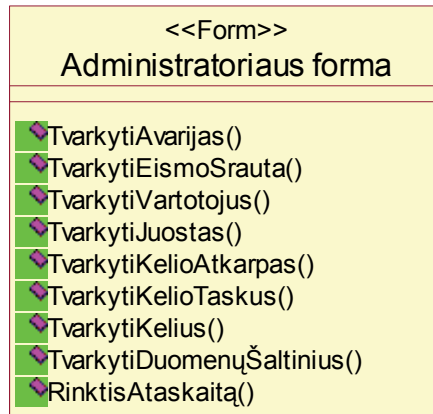 <<Form>>
Administratoriaus forma
TvarkytiAvarijas()
TvarkytiEismoSrauta()
TvarkytiVartotojus()
TvarkytiJuostas()
TvarkytiKelioAtkarpas()
TvarkytiKelioTaskus()
TvarkytiKelius()
TvarkytiDuomenųŠaltinius()
RinktisAtaskaitą()